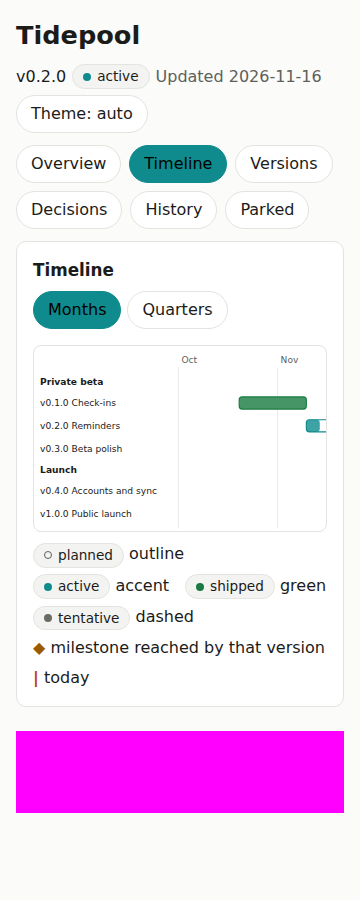 Tidepool
v0.2.0 active Updated 2026-11-16
Theme: auto
Overview Timeline Versions
Decisions History Parked
Timeline
Months Quarters
Oct Nov
Private beta
v0.1.0 Check-ins
v0.2.0 Reminders
v0.3.0 Beta polish
Launch
v0.4.0 Accounts and sync
v1.0.0 Public launch
planned outline
active accent shipped green
tentative dashed
milestone reached by that version
today